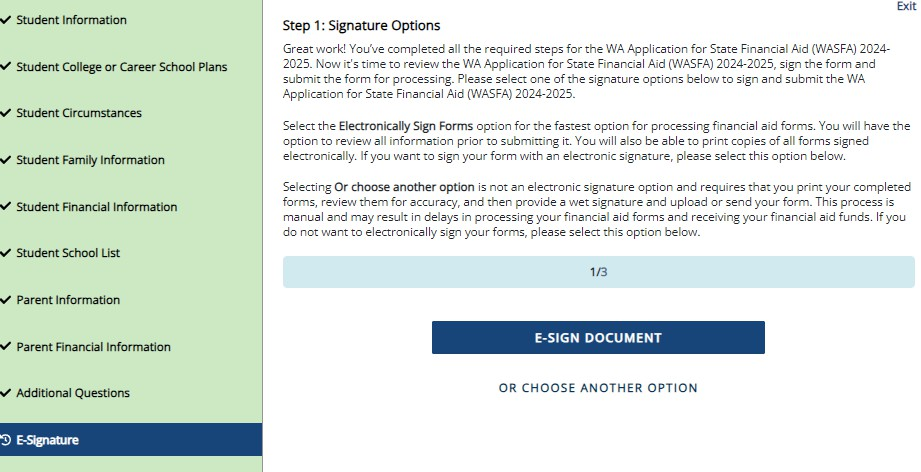 Student Information
Student College or Career School Plans
Student Circumstances
Student Family Information
Student Financial Information
Student School List
Parent Information
Parent Financial Information
Additional Questions
E-Signature
Exit
Step 1: Signature Options
Great work! You've completed all the required steps for the WA Application for State Financial Aid (WASFA) 2024-
2025. Now it's time to review the WA Application for State Financial Aid (WASFA) 2024-2025, sign the form and
submit the form for processing. Please select one of the signature options below to sign and submit the WA
Application for State Financial Aid (WASFA) 2024-2025.
Select the Electronically Sign Forms option for the fastest option for processing financial aid forms. You will have the
option to review all information prior to submitting it. You will also be able to print copies of all forms signed
electronically. If you want to sign your form with an electronic signature, please select this option below.
Selecting Or choose another option is not an electronic signature option and requires that you print your completed
forms, review them for accuracy, and then provide a wet signature and upload or send your form. This process is
manual and may result in delays in processing your financial aid forms and receiving your financial aid funds. If you
do not want to electronically sign your forms, please select this option below.
1/3
E-SIGN DOCUMENT
OR CHOOSE ANOTHER OPTION